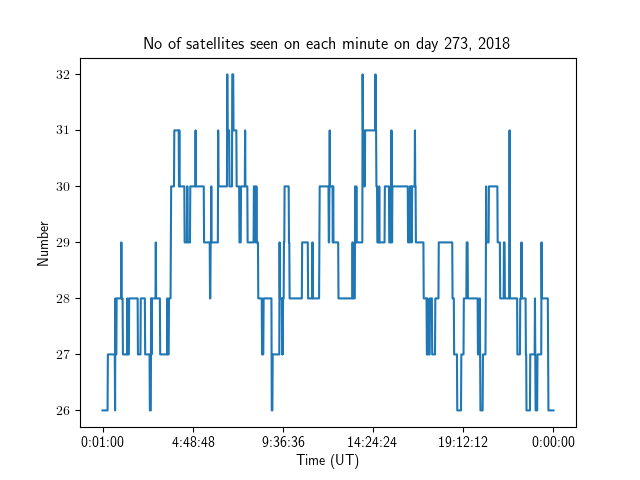 No of satellites seen on each minute on day 273, 2018
32
31
30
29
28
27
26
Number
0:01:00 4:48:48 9:36:36 14:24:24 19:12:12 0:00:00
Time (UT)